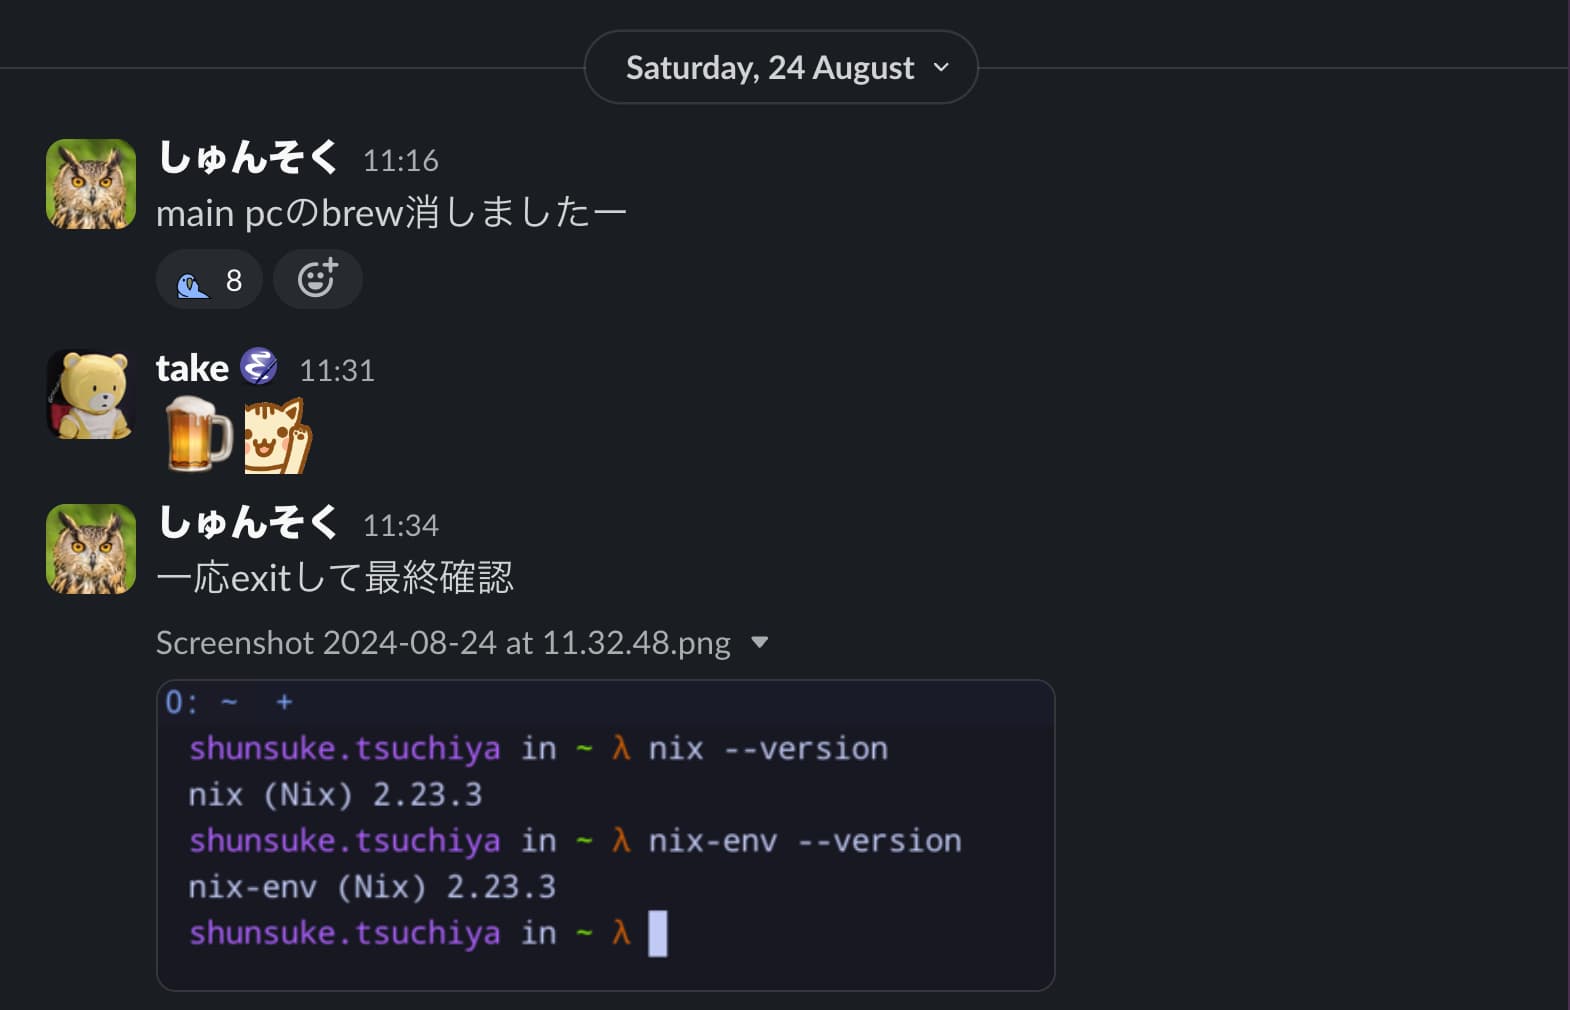 Saturday, 24 August
しゅんそく 11:16
main pcのbrew消しましたー
8
take 11:31
しゅんそく 11:34
一応exitして最終確認
Screenshot 2024-08-24 at 11.32.48.png
0: ~ +
shunsuke.tsuchiya in ~ λ nix --version
nix (Nix) 2.23.3
shunsuke.tsuchiya in ~ λ nix-env --version
nix-env (Nix) 2.23.3
shunsuke.tsuchiya in ~ λ